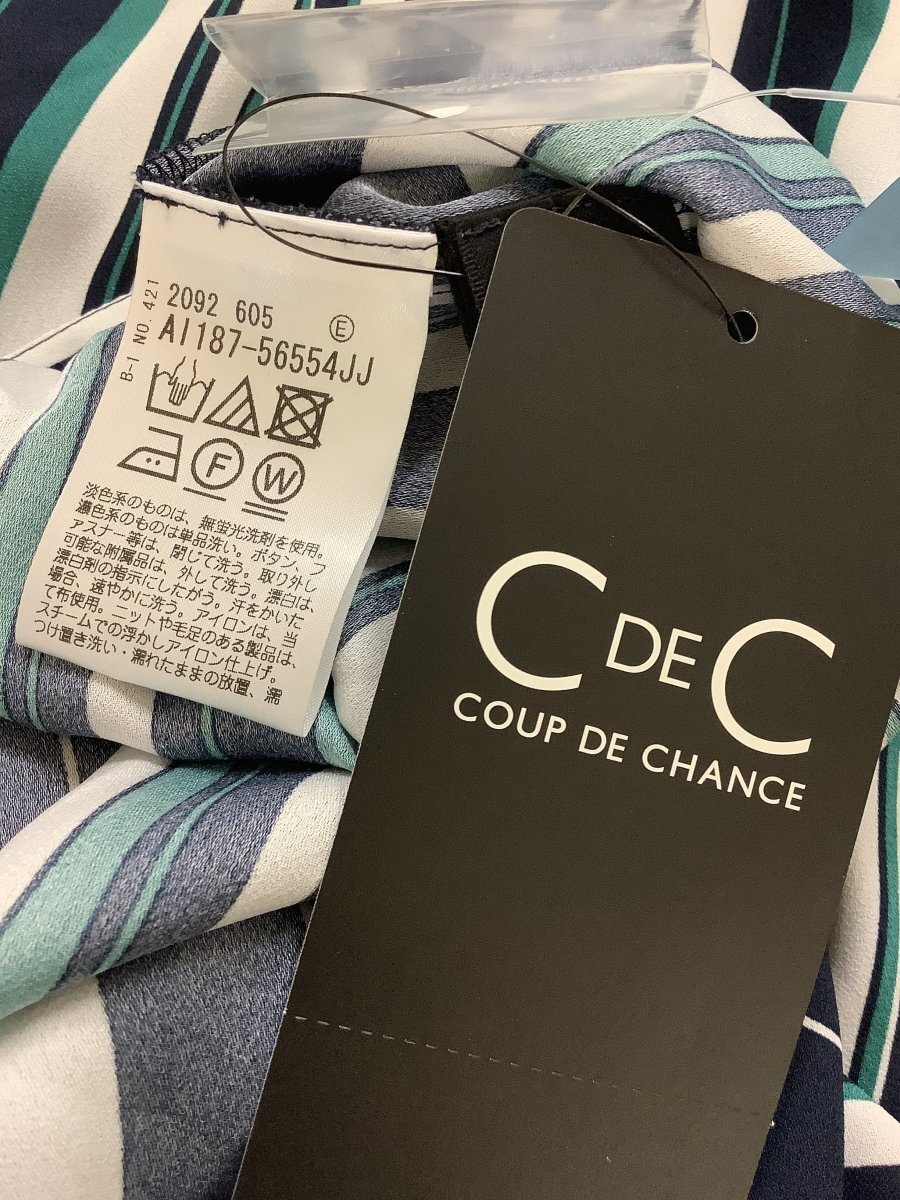 2092 605
Ⓔ
AI187-56554JJ
B-1 NO. 421
F
W
淡色系のものは、無蛍光洗剤を使用。
濃色系のものは単品洗い。ボタン、フ
ァスナー等は、閉じて洗う。取り外し
可能な附属品は、外して洗う。漂白は、
漂白剤の指示にしたがう。汗をかいた
場合、速やかに洗う。アイロンは、当
て布使用。ニットや毛足のある製品は、
スチームでの浮かしアイロン仕上げ。
つけ置き洗い・濡れたままの放置、濡
C DE C
COUP DE CHANCE